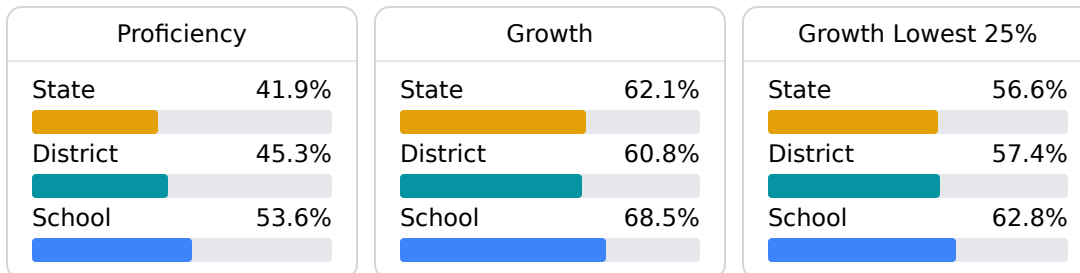 Proficiency
State 41.9%
District 45.3%
School 53.6%
Growth
State 62.1%
District 60.8%
School 68.5%
Growth Lowest 25%
State 56.6%
District 57.4%
School 62.8%